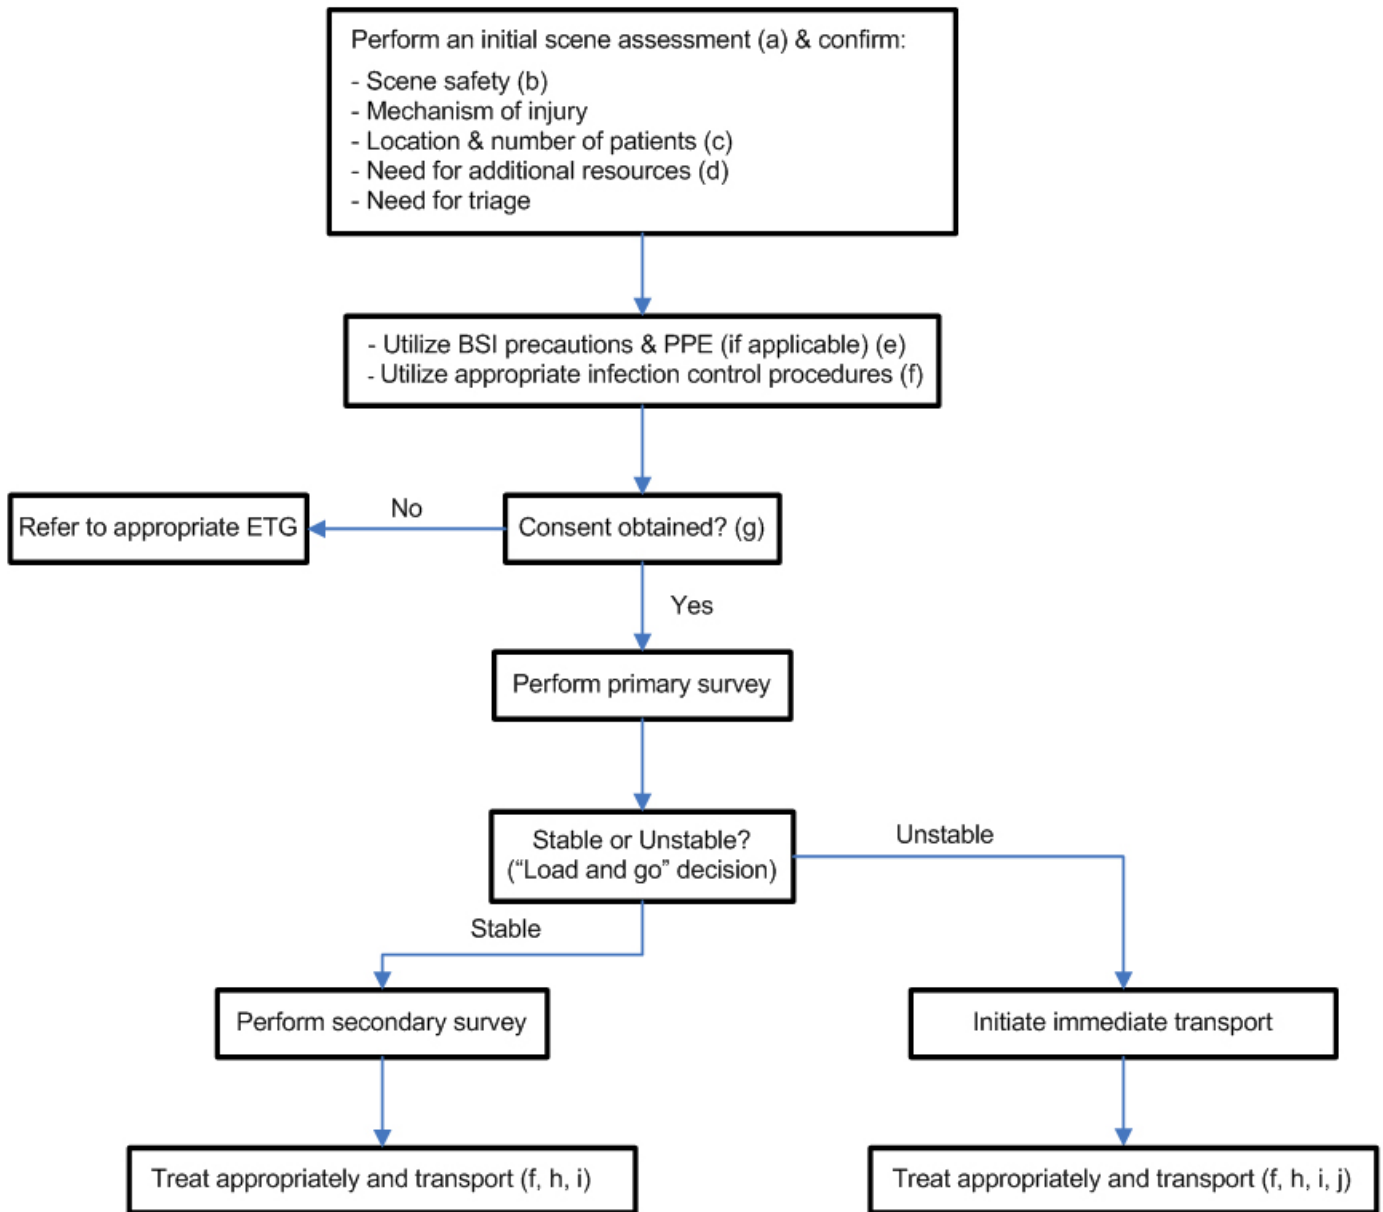 Perform an initial scene assessment (a) & confirm:
- Scene safety (b)
- Mechanism of injury
- Location & number of patients (c)
- Need for additional resources (d)
- Need for triage
- Utilize BSI precautions & PPE (if applicable) (e)
- Utilize appropriate infection control procedures (f)
Refer to appropriate ETG
No
Consent obtained? (g)
Yes
Perform primary survey
Stable or Unstable?
(“Load and go” decision)
Unstable
Stable
Perform secondary survey
Initiate immediate transport
Treat appropriately and transport (f, h, i)
Treat appropriately and transport (f, h, i, j)